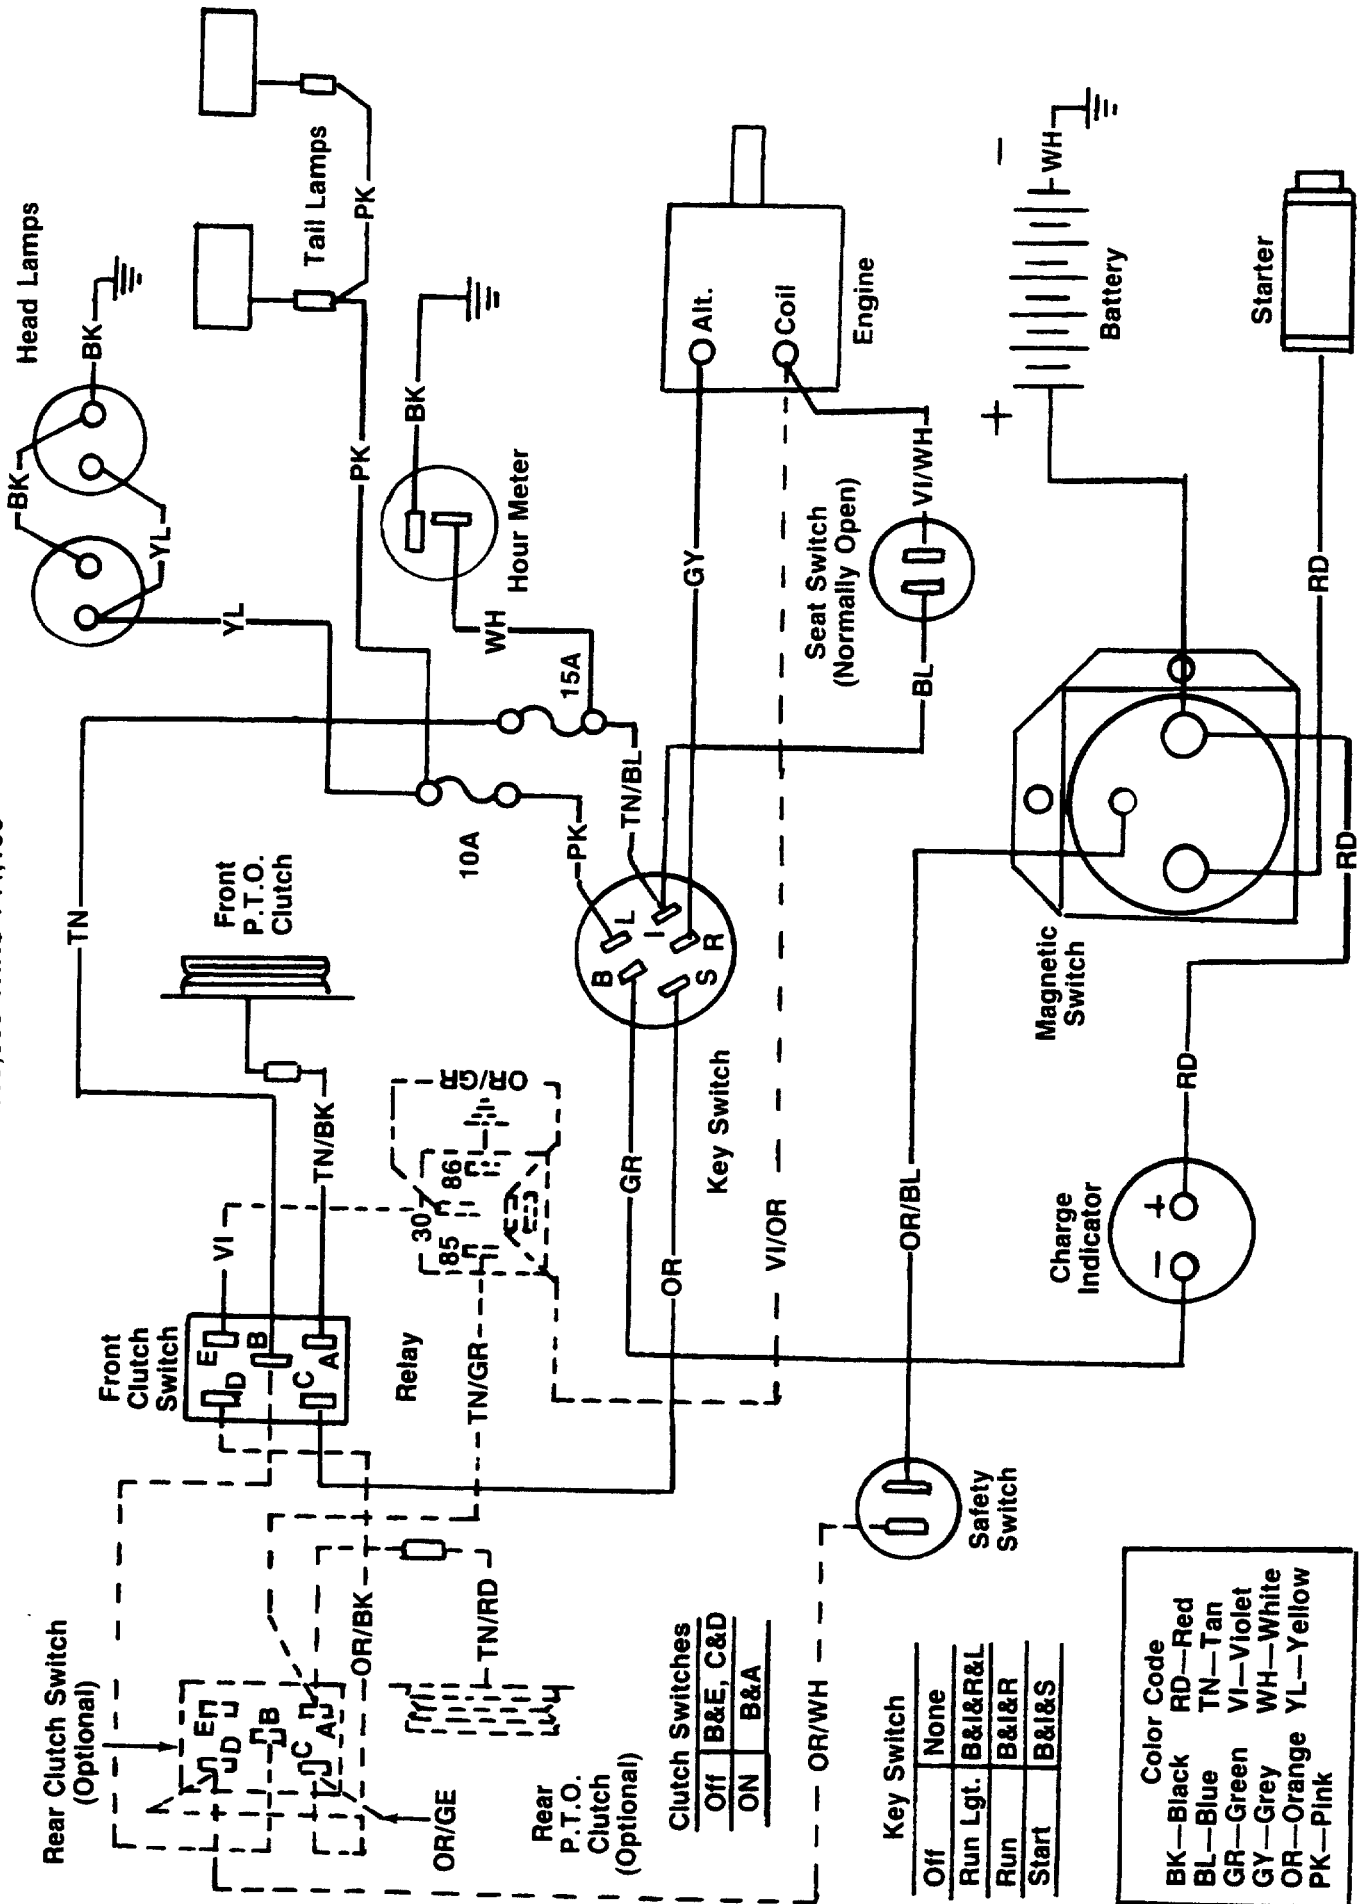 Head Lamps
BK
BK
YL
YL
Tail Lamps
PK
PK
BK
Hour Meter
WH
15A
10A
TN
Front
P.T.O.
Clutch
TN/BK
PK
TN/BL
L
I
B
R
S
Key Switch
GY
Alt.
Coil
Engine
VI/WH
Seat Switch
(Normally Open)
BL
WH
+
−
Battery
Starter
RD
RD
Magnetic
Switch
RD
Charge
Indicator
+
−
OR/BL
GR
OR
VI/OR
OR/GR
86
30
85
Relay
VI
Front
Clutch
Switch
E
D
B
C
A
TN/GR
Safety
Switch
OR/WH
TN/RD
OR/BK
Rear Clutch Switch
(Optional)
E
D
B
C
A
OR/GE
Rear
P.T.O.
Clutch
(Optional)
Clutch Switches
Off B&E, C&D
ON B&A
Key Switch
Off None
Run Lgt. B&I&R&L
Run B&I&R
Start B&I&S
Color Code
BK—Black RD—Red
BL—Blue TN—Tan
GR—Green VI—Violet
GY—Grey WH—White
OR—Orange YL—Yellow
PK—Pink